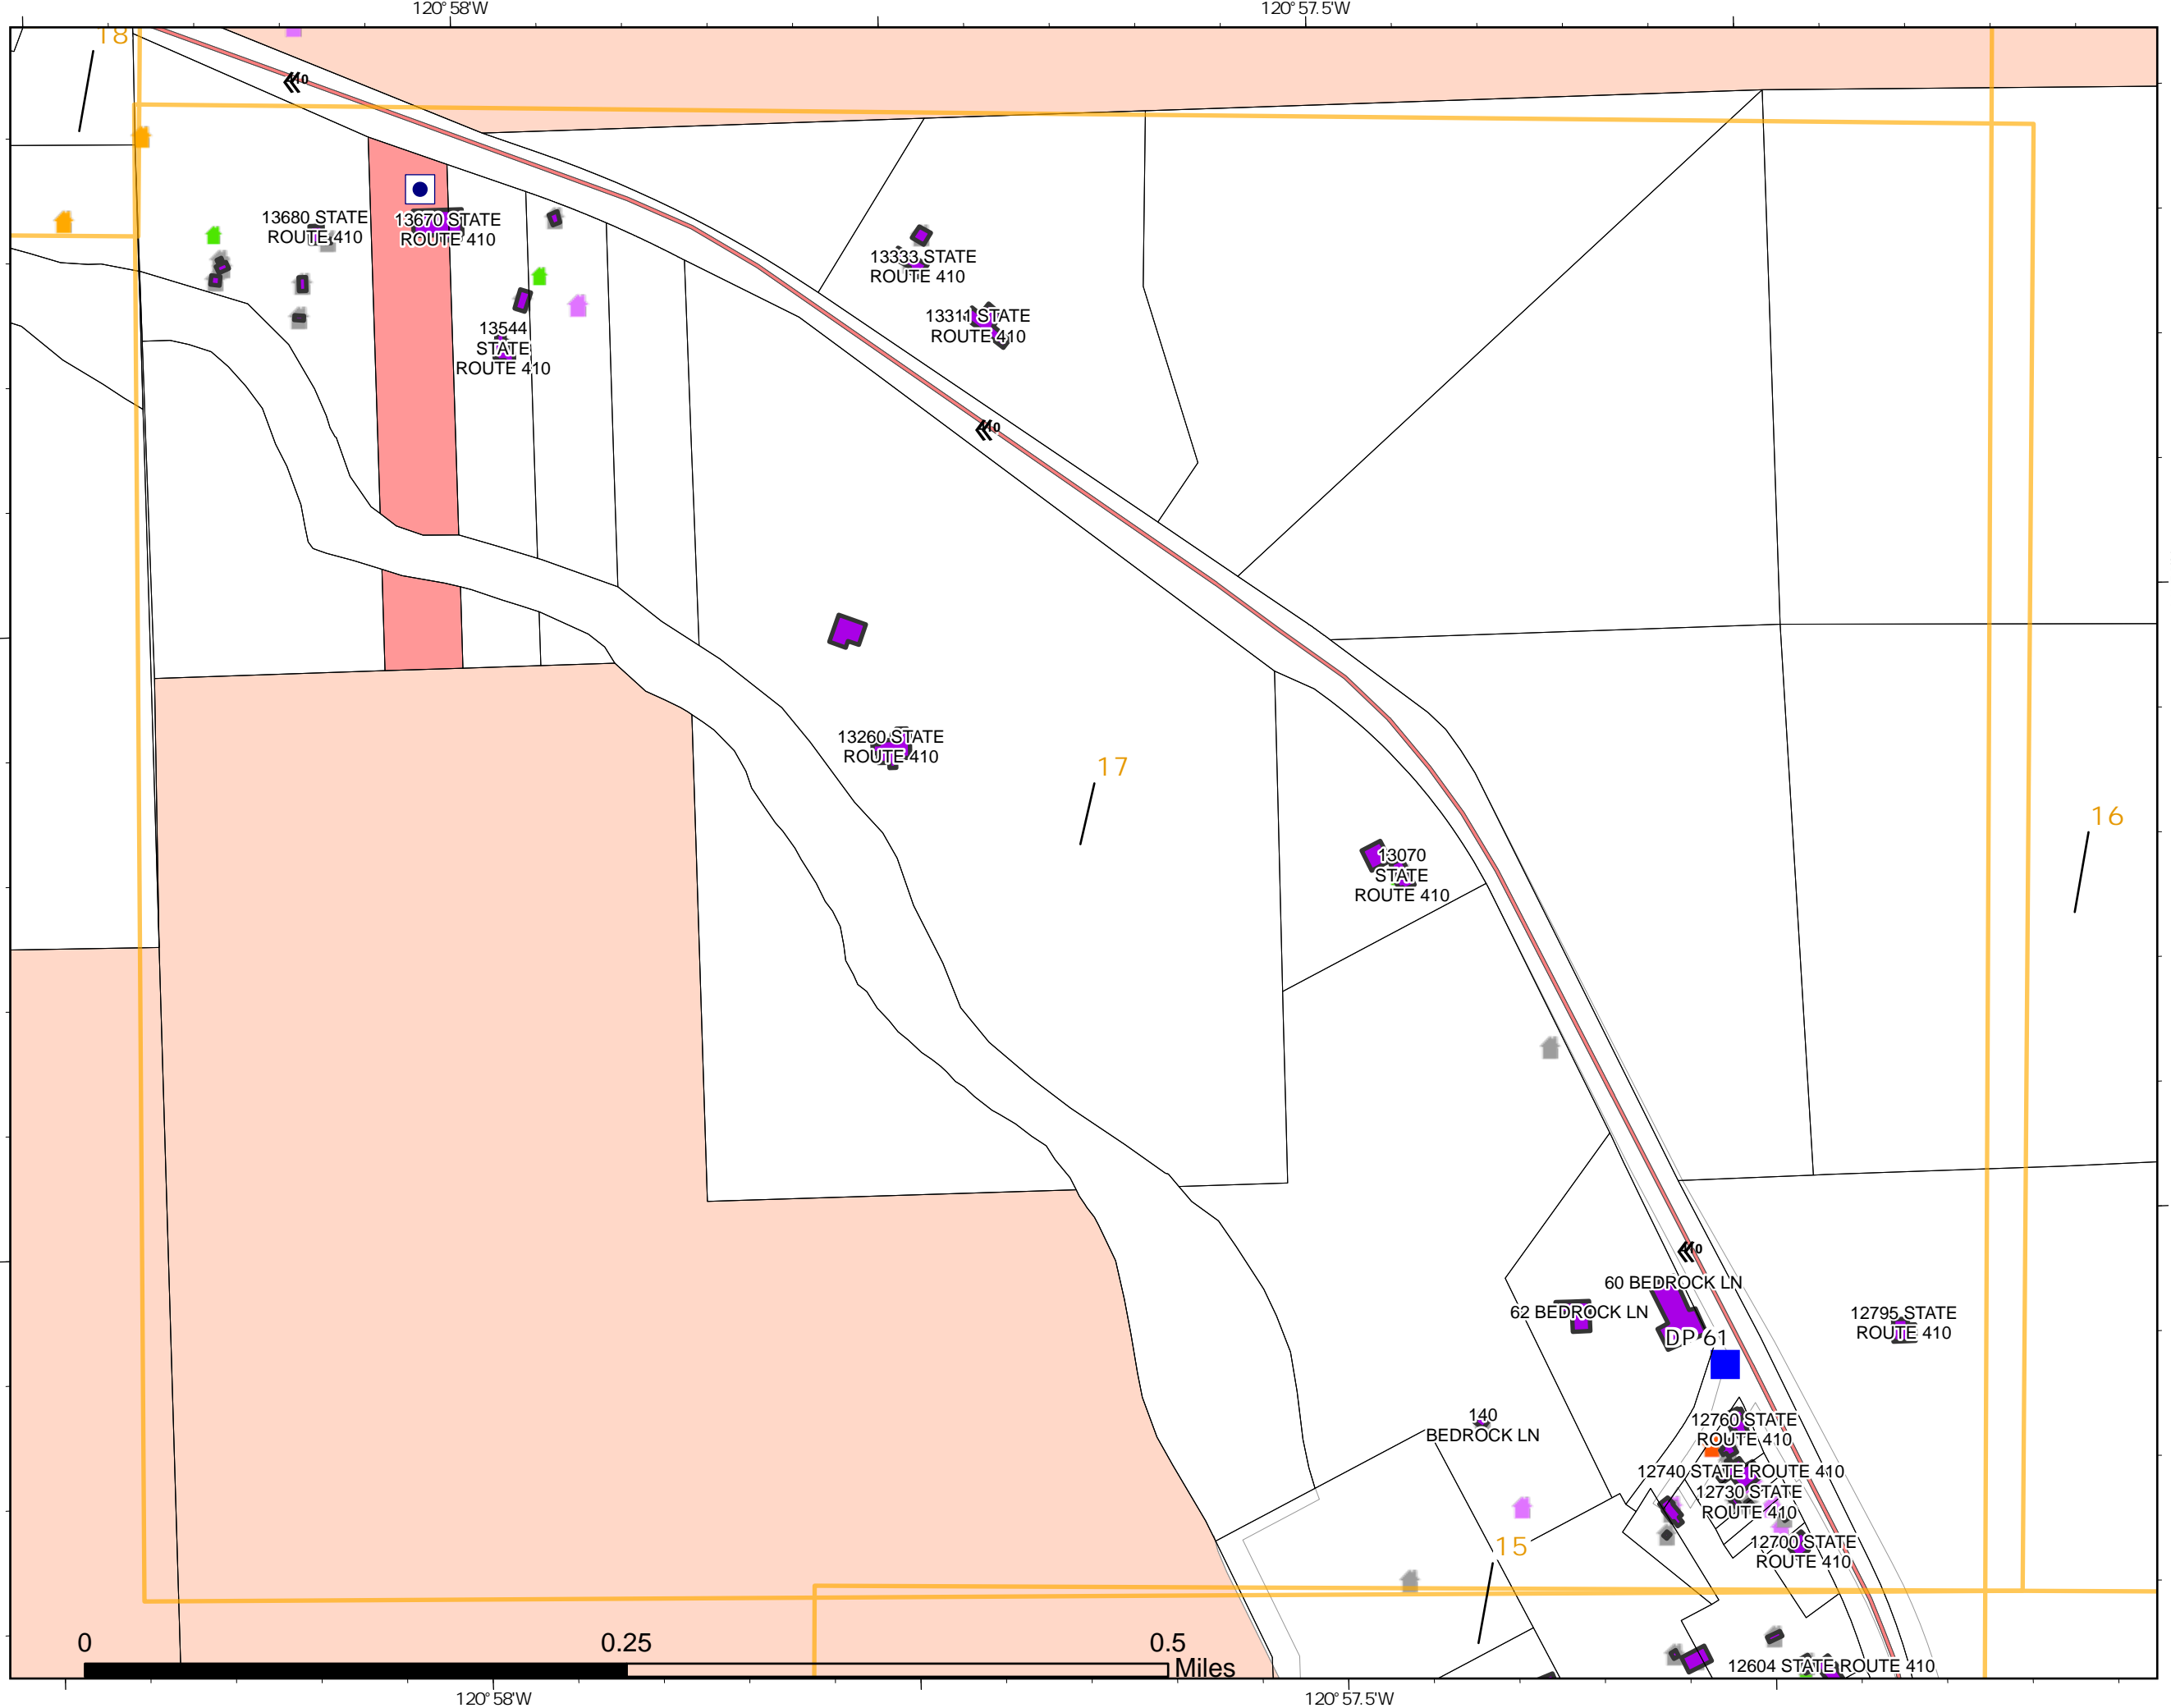 120°58'W
120°57.5'W
18
410
13680 STATE
ROUTE 410
13670 STATE
ROUTE 410
13333 STATE
ROUTE 410
13311 STATE
ROUTE 410
13544
STATE
ROUTE 410
410
13260 STATE
ROUTE 410
17
16
13070
STATE
ROUTE 410
410
60 BEDROCK LN
62 BEDROCK LN
12795 STATE
ROUTE 410
DP 61
140
BEDROCK LN
12760 STATE
ROUTE 410
12740 STATE ROUTE 410
12730 STATE
ROUTE 410
15
12700 STATE
ROUTE 410
0
0.25
0.5
Miles
12604 STATE ROUTE 410
120°58'W
120°57.5'W